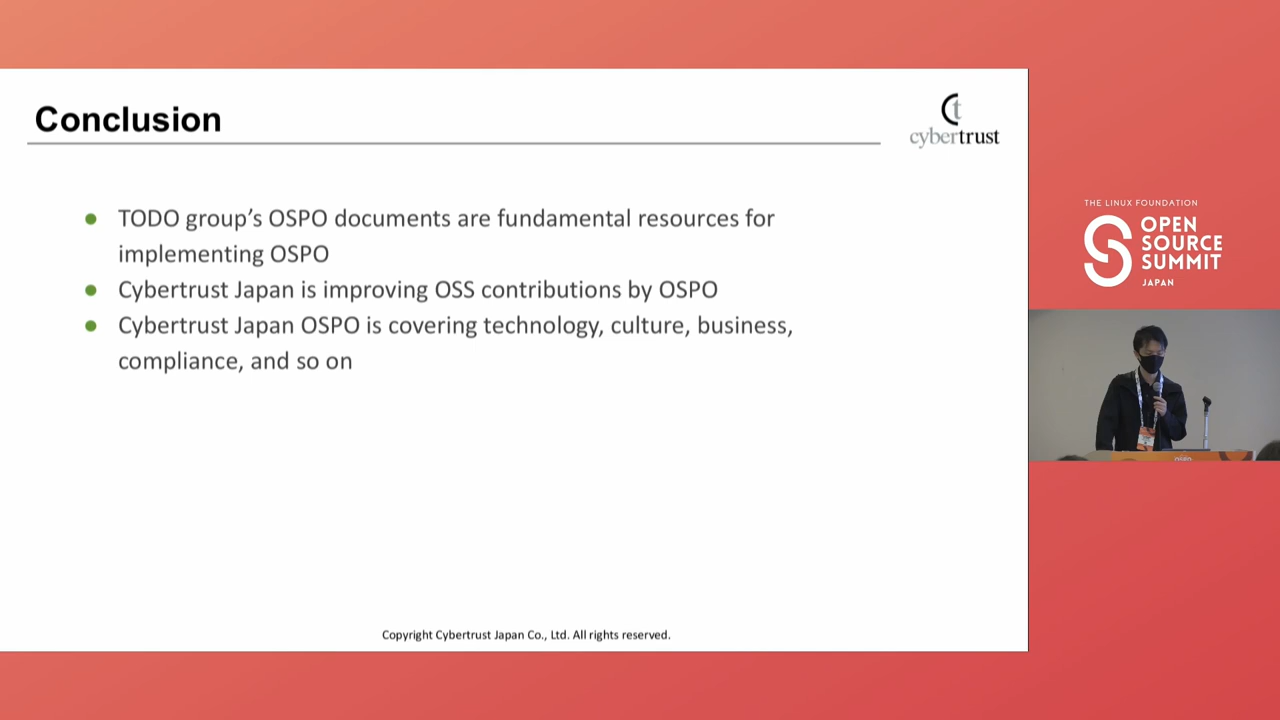 Conclusion
cybertrust
TODO group’s OSPO documents are fundamental resources for
implementing OSPO
Cybertrust Japan is improving OSS contributions by OSPO
Cybertrust Japan OSPO is covering technology, culture, business,
compliance, and so on
Copyright Cybertrust Japan Co., Ltd. All rights reserved.
THE LINUX FOUNDATION
OPEN
SOURCE
SUMMIT
JAPAN